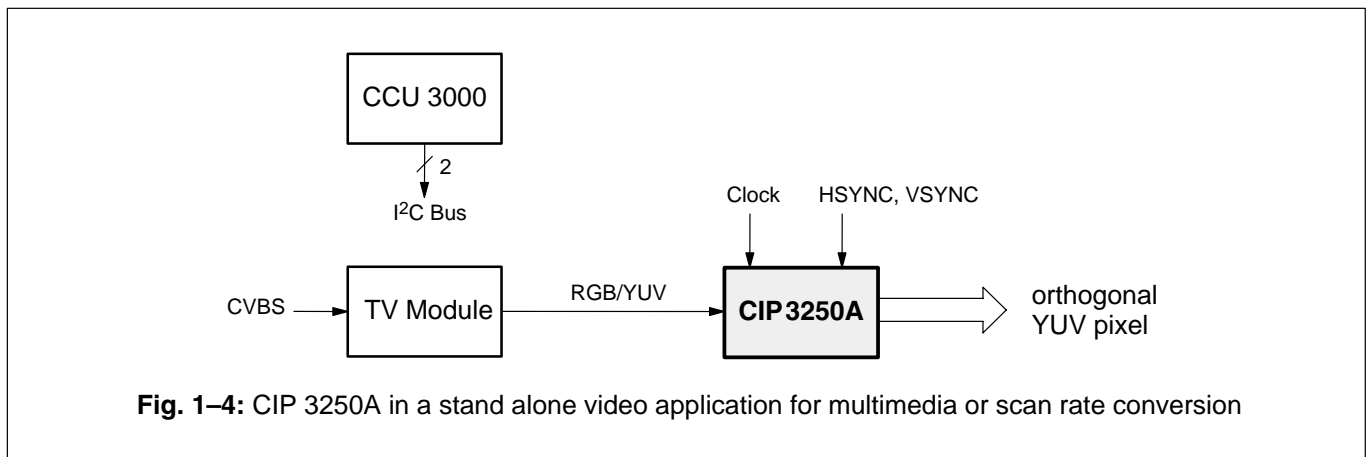 CCU 3000
2
I2C Bus
Clock
HSYNC, VSYNC
CVBS
TV Module
RGB/YUV
CIP 3250A
orthogonal
YUV pixel
Fig. 1–4: CIP 3250A in a stand alone video application for multimedia or scan rate conversion